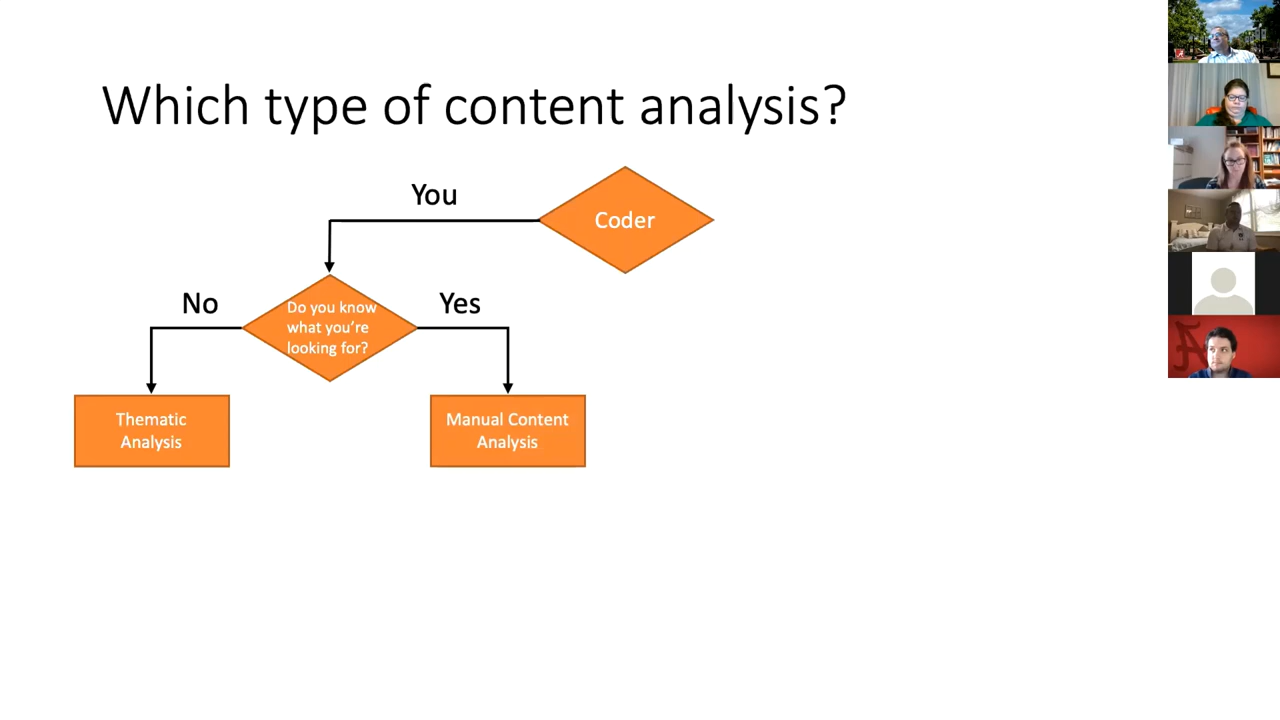 Which type of content analysis?
You
Coder
No
Do you know
what you're
looking for?
Yes
Thematic
Analysis
Manual Content
Analysis